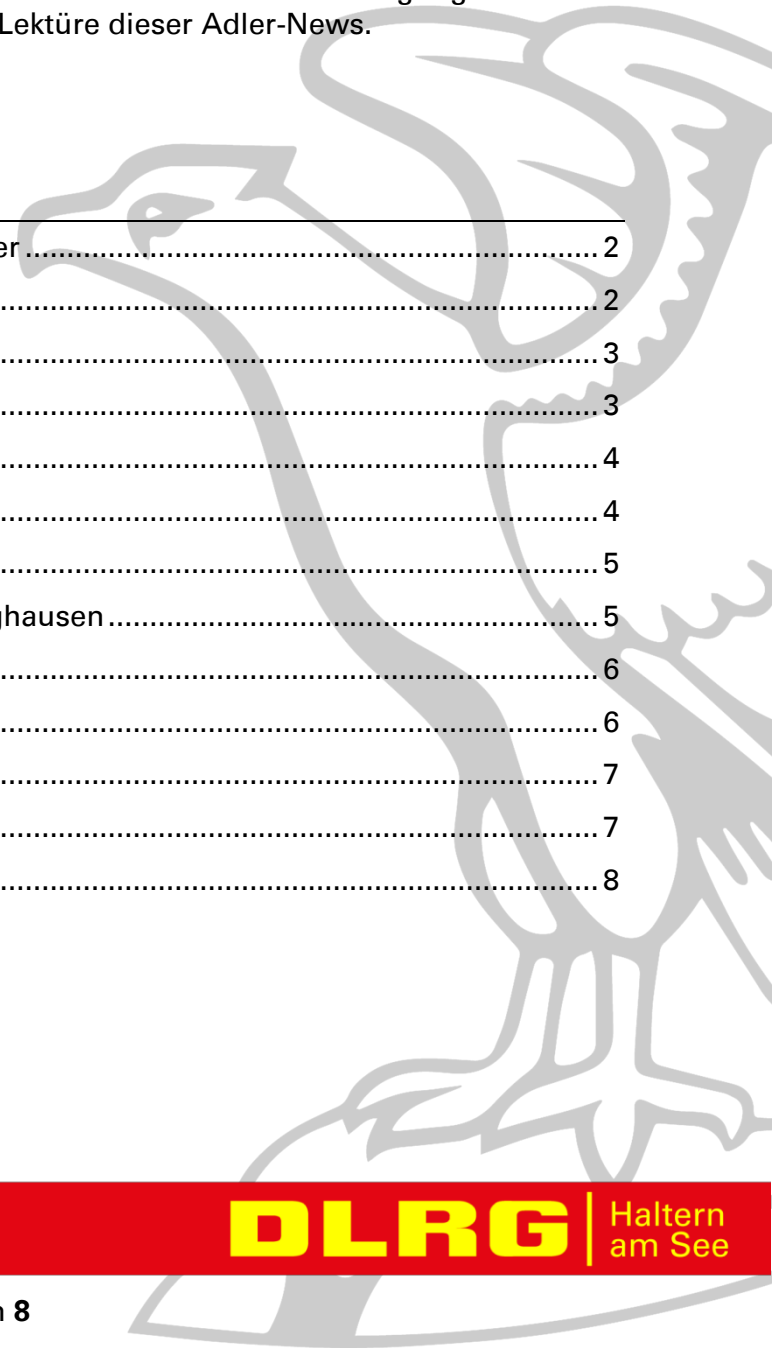 Lektüre dieser Adler-News.
er ........................................................................ 2
........................................................................ 2
........................................................................ 3
........................................................................ 3
........................................................................ 4
........................................................................ 4
........................................................................ 5
ghausen ........................................................... 5
........................................................................ 6
........................................................................ 6
........................................................................ 7
........................................................................ 7
........................................................................ 8
DLRG Haltern
am See
n 8